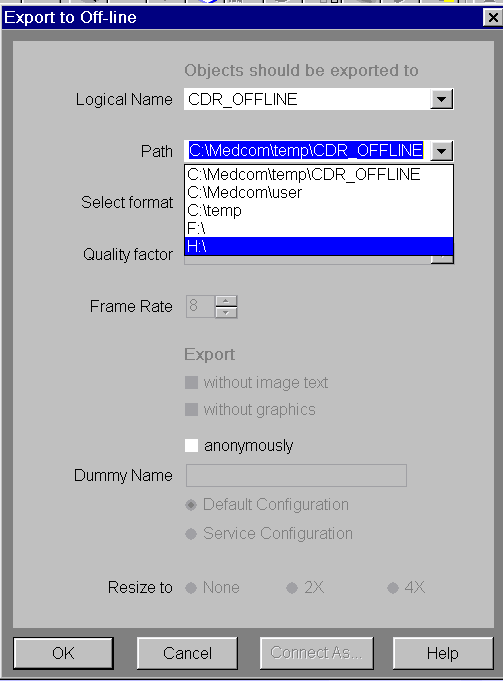 Export to Off-line
Objects should be exported to
Logical Name CDR_OFFLINE
Path C:\Medcom\temp\CDR_OFFLINE
C:\Medcom\temp\CDR_OFFLINE
C:\Medcom\user
Select format
C:\temp
F:\
H:\
Quality factor
Frame Rate 8
Export
without image text
without graphics
anonymously
Dummy Name
Default Configuration
Service Configuration
Resize to None 2X 4X
OK Cancel Connect As... Help